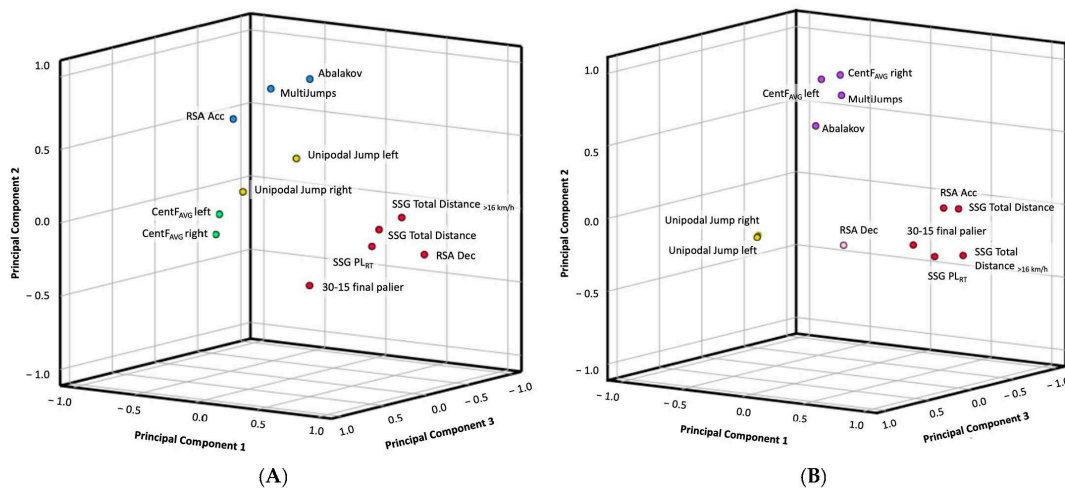 1.0
0.5
0.0
– 0.5
– 1.0
Principal Component 2
Abalakov
MultiJumps
RSA Acc
Unipodal Jump left
Unipodal Jump right
CentFAVG left
CentFAVG right
SSG Total Distance >16 km/h
SSG Total Distance
SSG PLRT
RSA Dec
30-15 final palier
– 1.0
– 0.5
0.0
0.5
1.0
Principal Component 1
1.0
0.5
0.0
– 0.5
– 1.0
Principal Component 3
(A)
1.0
0.5
0.0
– 0.5
– 1.0
Principal Component 2
CentFAVG right
CentFAVG left
MultiJumps
Abalakov
RSA Acc
SSG Total Distance
Unipodal Jump right
Unipodal Jump left
RSA Dec
30-15 final palier
SSG Total
Distance >16 km/h
SSG PLRT
– 1.0
– 0.5
0.0
0.5
1.0
Principal Component 1
1.0
0.5
0.0
– 0.5
– 1.0
Principal Component 3
(B)